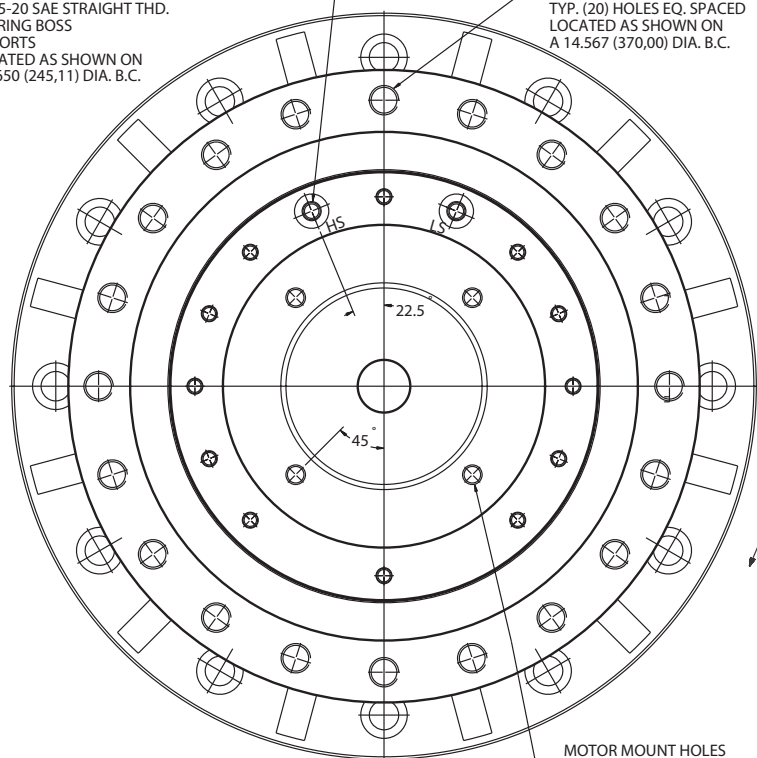 5-20 SAE STRAIGHT THD.
RING BOSS
ORTS
ATED AS SHOWN ON
650 (245,11) DIA. B.C.
TYP. (20) HOLES EQ. SPACED
LOCATED AS SHOWN ON
A 14.567 (370,00) DIA. B.C.
HS
LS
22.5°
45°
MOTOR MOUNT HOLES